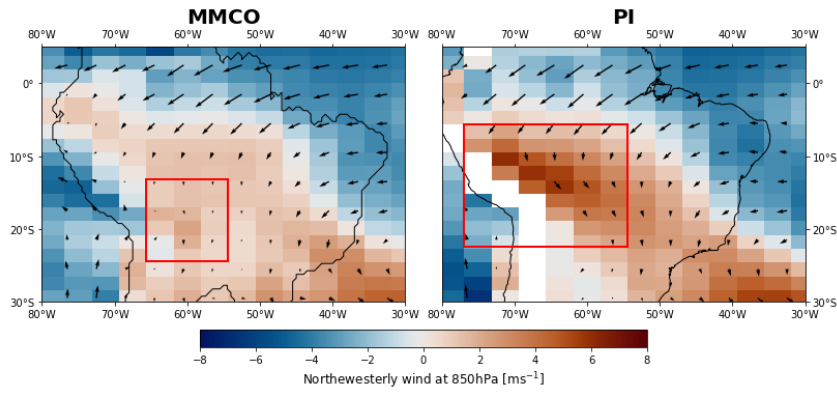 MMCO PI
80°W 70°W 60°W 50°W 40°W 30°W 80°W 70°W 60°W 50°W 40°W 30°W
0° 0°
10°S 10°S
20°S 20°S
30°S 30°S
80°W 70°W 60°W 50°W 40°W 30°W 80°W 70°W 60°W 50°W 40°W 30°W
−8 −6 −4 −2 0 2 4 6 8
Northewesterly wind at 850hPa [ms⁻¹]